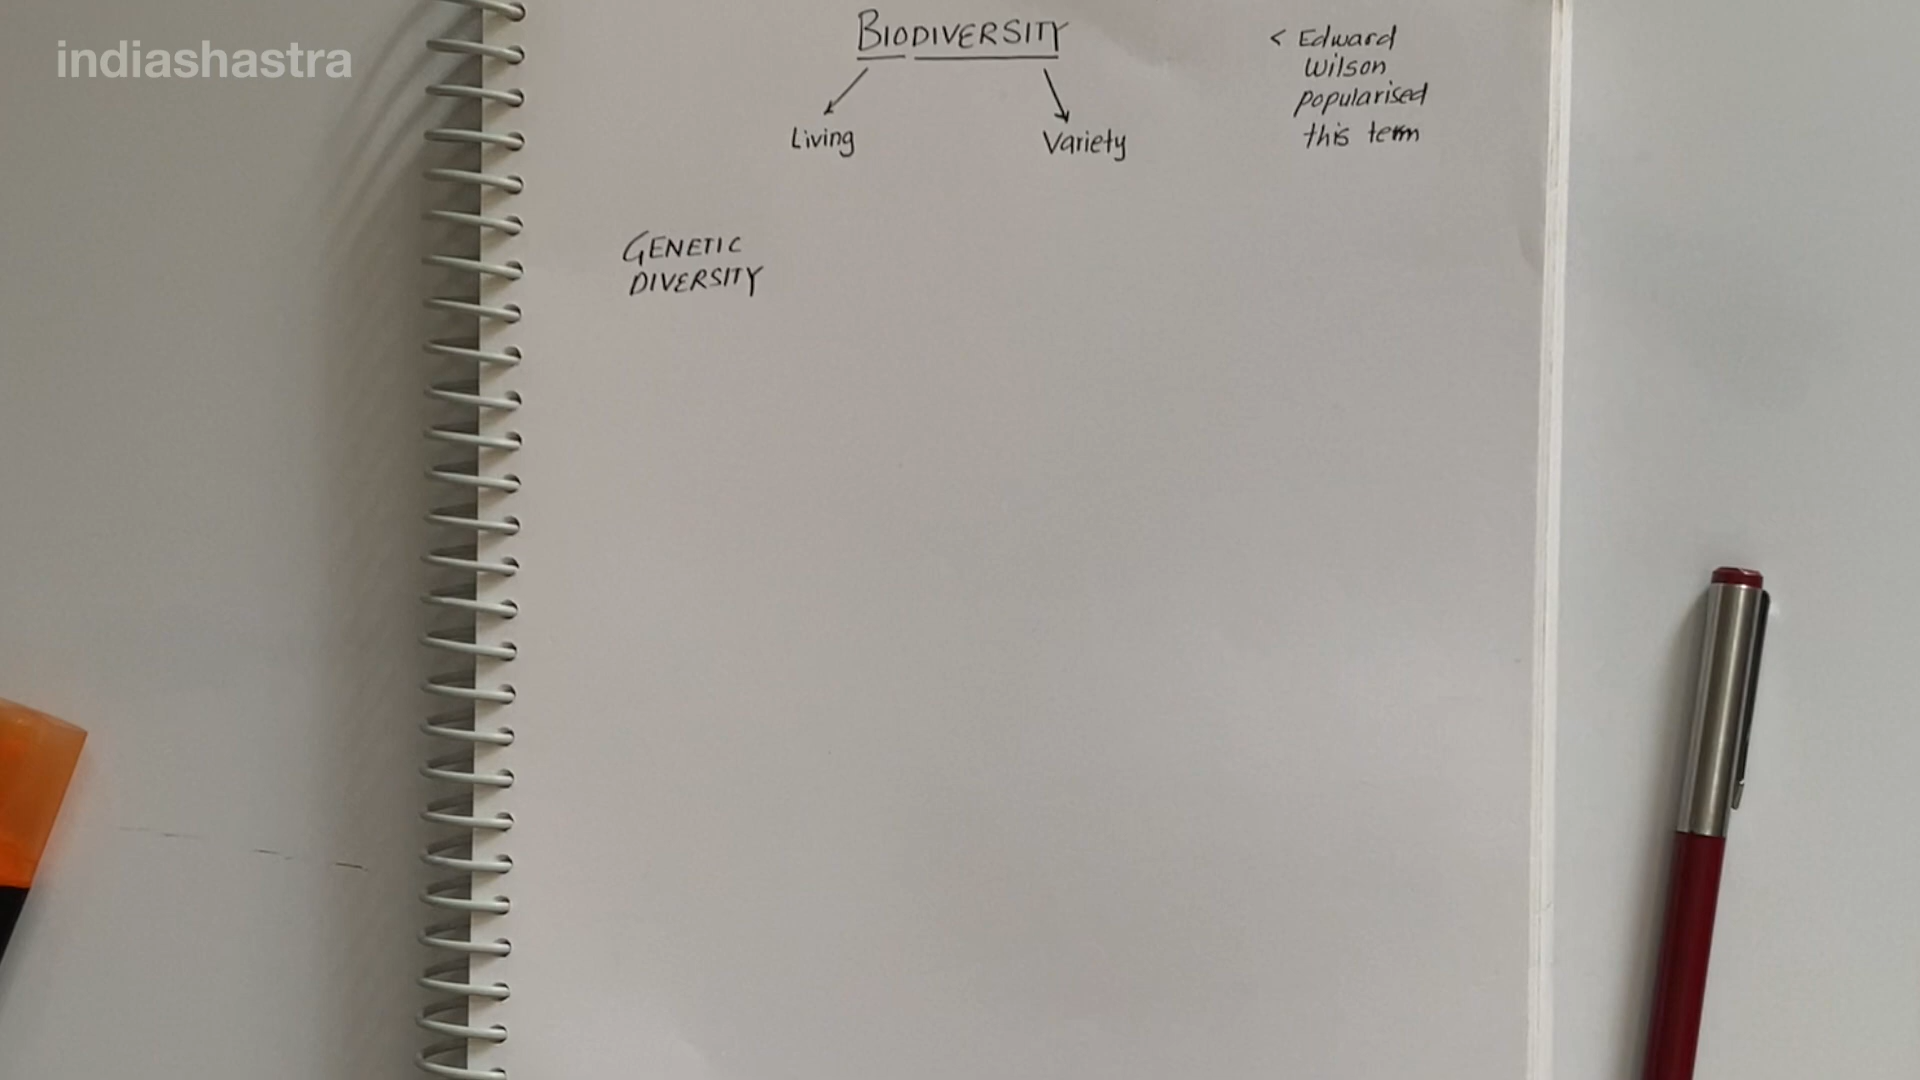 indiashastra
BIODIVERSITY
Living
Variety
< Edward
Wilson
popularised
this term
GENETIC
DIVERSITY